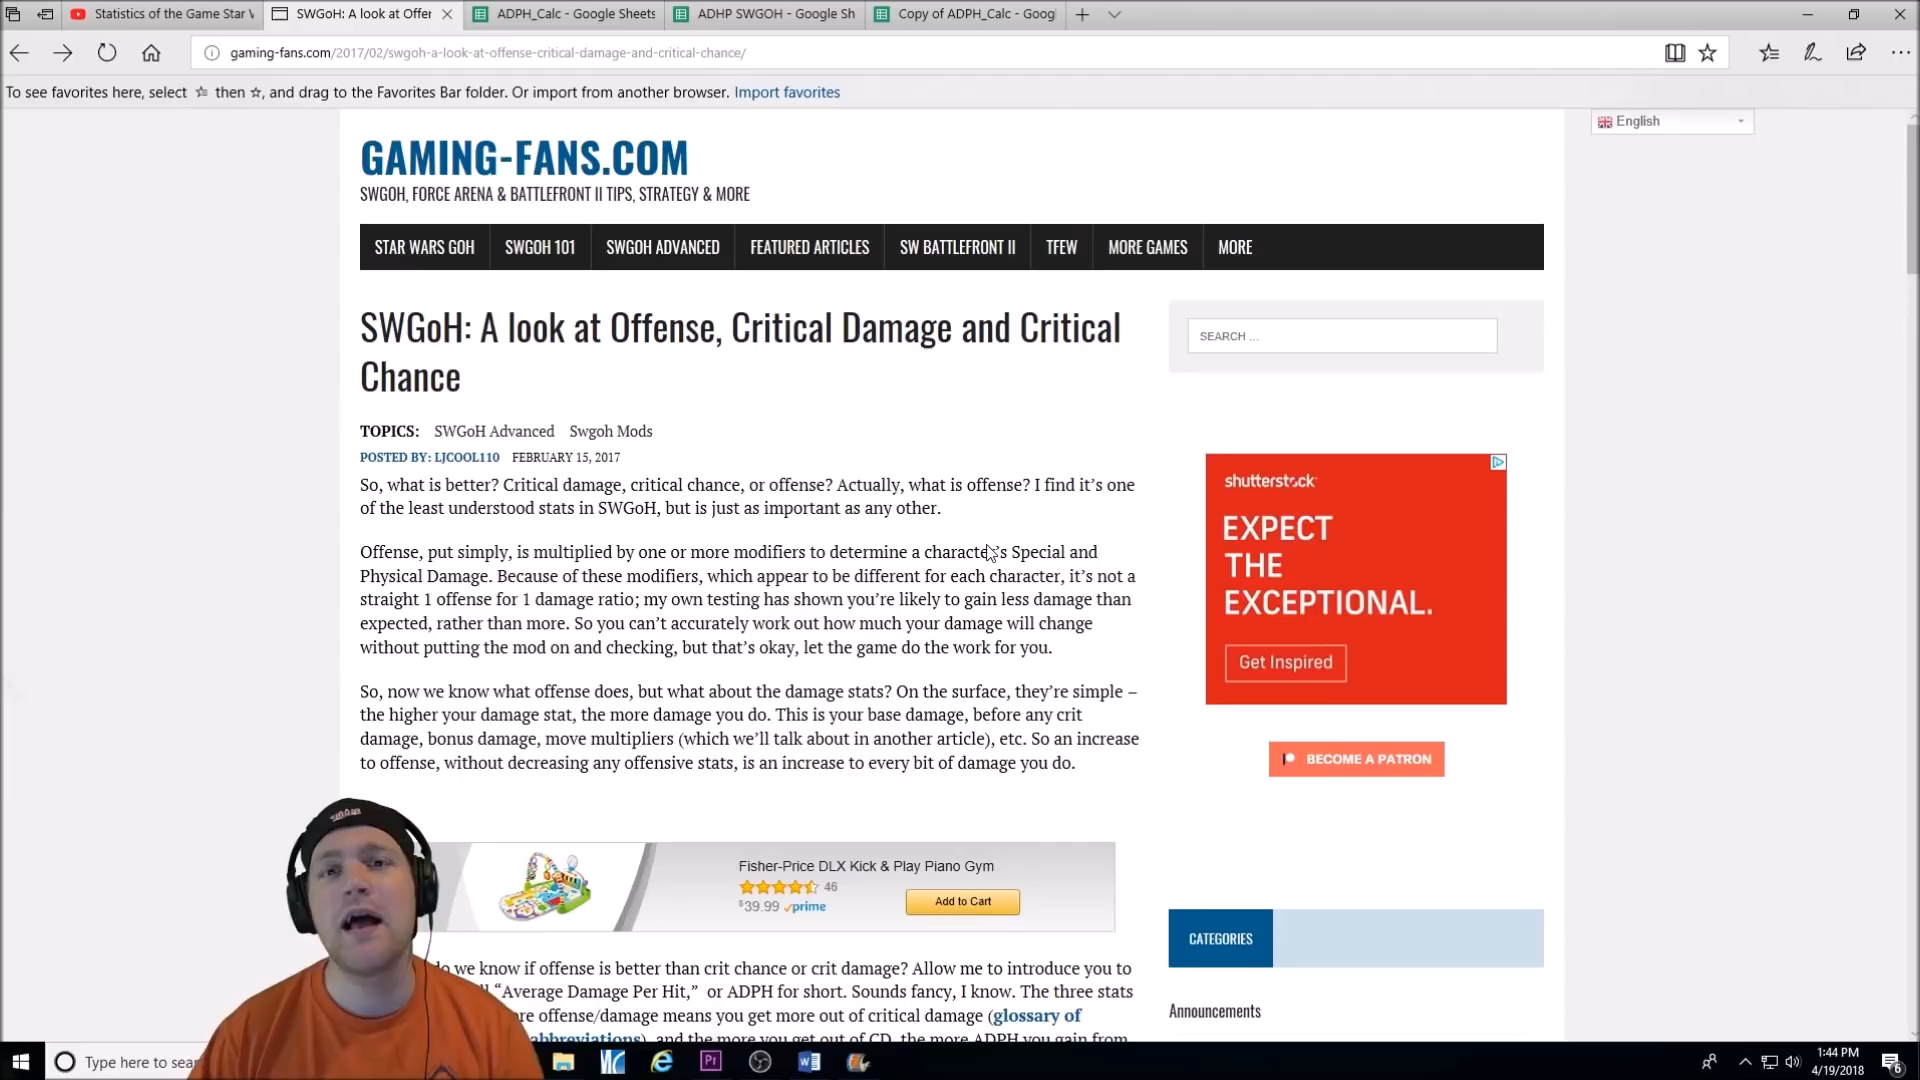 Statistics of the Game Star
SWGoH: A look at Offer
ADPH_Calc - Google Sheets
ADHP SWGOH - Google Sh
Copy of ADPH_Calc - Goog
gaming-fans.com/2017/02/swgoh-a-look-at-offense-critical-damage-and-critical-chance/
To see favorites here, select then ☆, and drag to the Favorites Bar folder. Or import from another browser. Import favorites
English
GAMING-FANS.COM
SWGOH, FORCE ARENA & BATTLEFRONT II TIPS, STRATEGY & MORE
STAR WARS GOH SWGOH 101 SWGOH ADVANCED FEATURED ARTICLES SW BATTLEFRONT II TFEW MORE GAMES MORE
SWGoH: A look at Offense, Critical Damage and Critical
Chance
SEARCH …
TOPICS: SWGoH Advanced Swgoh Mods
POSTED BY: LJCOOL110 FEBRUARY 15, 2017
So, what is better? Critical damage, critical chance, or offense? Actually, what is offense? I find it's one
of the least understood stats in SWGoH, but is just as important as any other.
Offense, put simply, is multiplied by one or more modifiers to determine a character's Special and
Physical Damage. Because of these modifiers, which appear to be different for each character, it's not a
straight 1 offense for 1 damage ratio; my own testing has shown you're likely to gain less damage than
expected, rather than more. So you can't accurately work out how much your damage will change
without putting the mod on and checking, but that's okay, let the game do the work for you.
So, now we know what offense does, but what about the damage stats? On the surface, they're simple –
the higher your damage stat, the more damage you do. This is your base damage, before any crit
damage, bonus damage, move multipliers (which we'll talk about in another article), etc. So an increase
to offense, without decreasing any offensive stats, is an increase to every bit of damage you do.
shutterstock
EXPECT
THE
EXCEPTIONAL.
Get Inspired
BECOME A PATRON
Fisher-Price DLX Kick & Play Piano Gym
46
$39.99 prime
Add to Cart
CATEGORIES
Announcements
do we know if offense is better than crit chance or crit damage? Allow me to introduce you to
"Average Damage Per Hit," or ADPH for short. Sounds fancy, I know. The three stats
offense/damage means you get more out of critical damage (glossary of
abbreviations), and the more you get out of CD, the more ADPH you gain from
Type here to sea
1:44 PM
4/19/2018
6